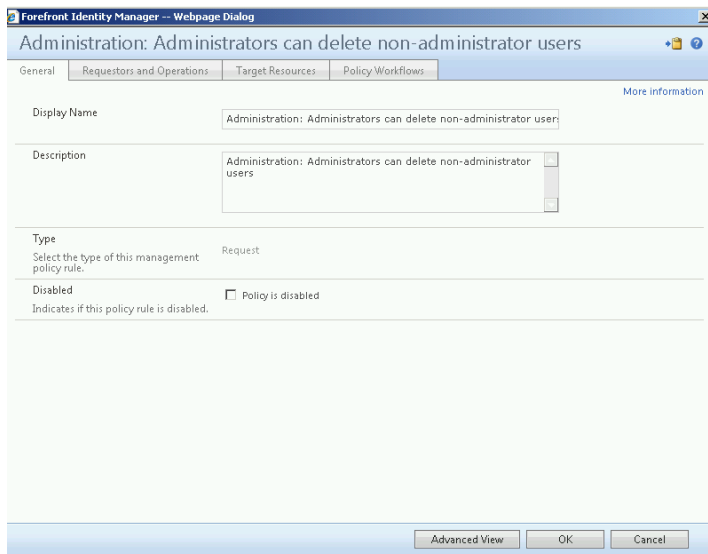 Forefront Identity Manager -- Webpage Dialog
Administration: Administrators can delete non-administrator users
General
Requestors and Operations
Target Resources
Policy Workflows
More information
Display Name
Administration: Administrators can delete non-administrator user
Description
Administration: Administrators can delete non-administrator
users
Type
Select the type of this management
policy rule.
Request
Disabled
Indicates if this policy rule is disabled.
Policy is disabled
Advanced View
OK
Cancel